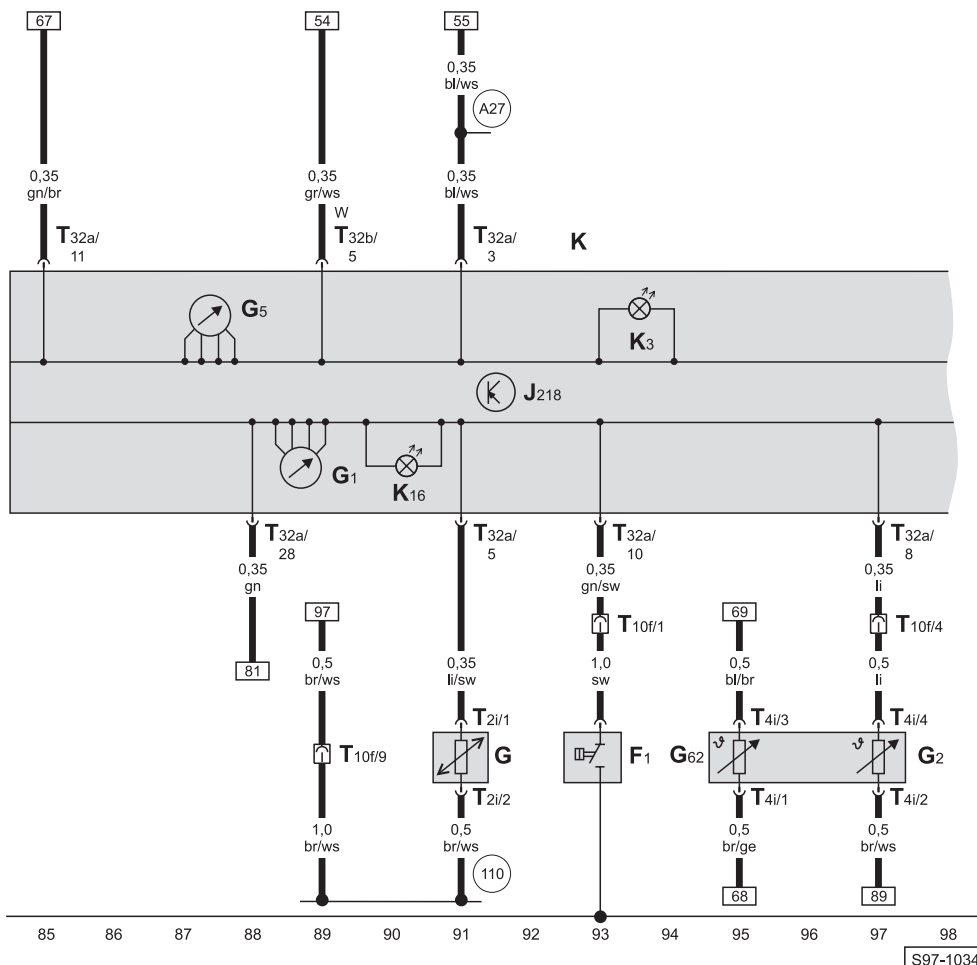 67 54 55
0,35
bl/ws
A27
0,35 0,35 0,35
gn/br gr/ws bl/ws
W
T32a/ T32b/ T32a/ K
11 5 3
G5
K3
J218
G1
K16
T32a/ T32a/ T32a/ T32a/
28 5 10 8
0,35 0,35 0,35
gn gn/sw li
97 69
T10f/1 T10f/4
81
0,5 0,35 1,0 0,5 0,5
br/ws li/sw sw bl/br li
T2i/1 T4i/3 T4i/4
T10f/9 G F1 G62 ϑ ϑ G2
T2i/2 T4i/1 T4i/2
1,0 0,5 0,5 0,5
br/ws br/ws br/ge br/ws
110
68 89
85 86 87 88 89 90 91 92 93 94 95 96 97 98
S97-1034